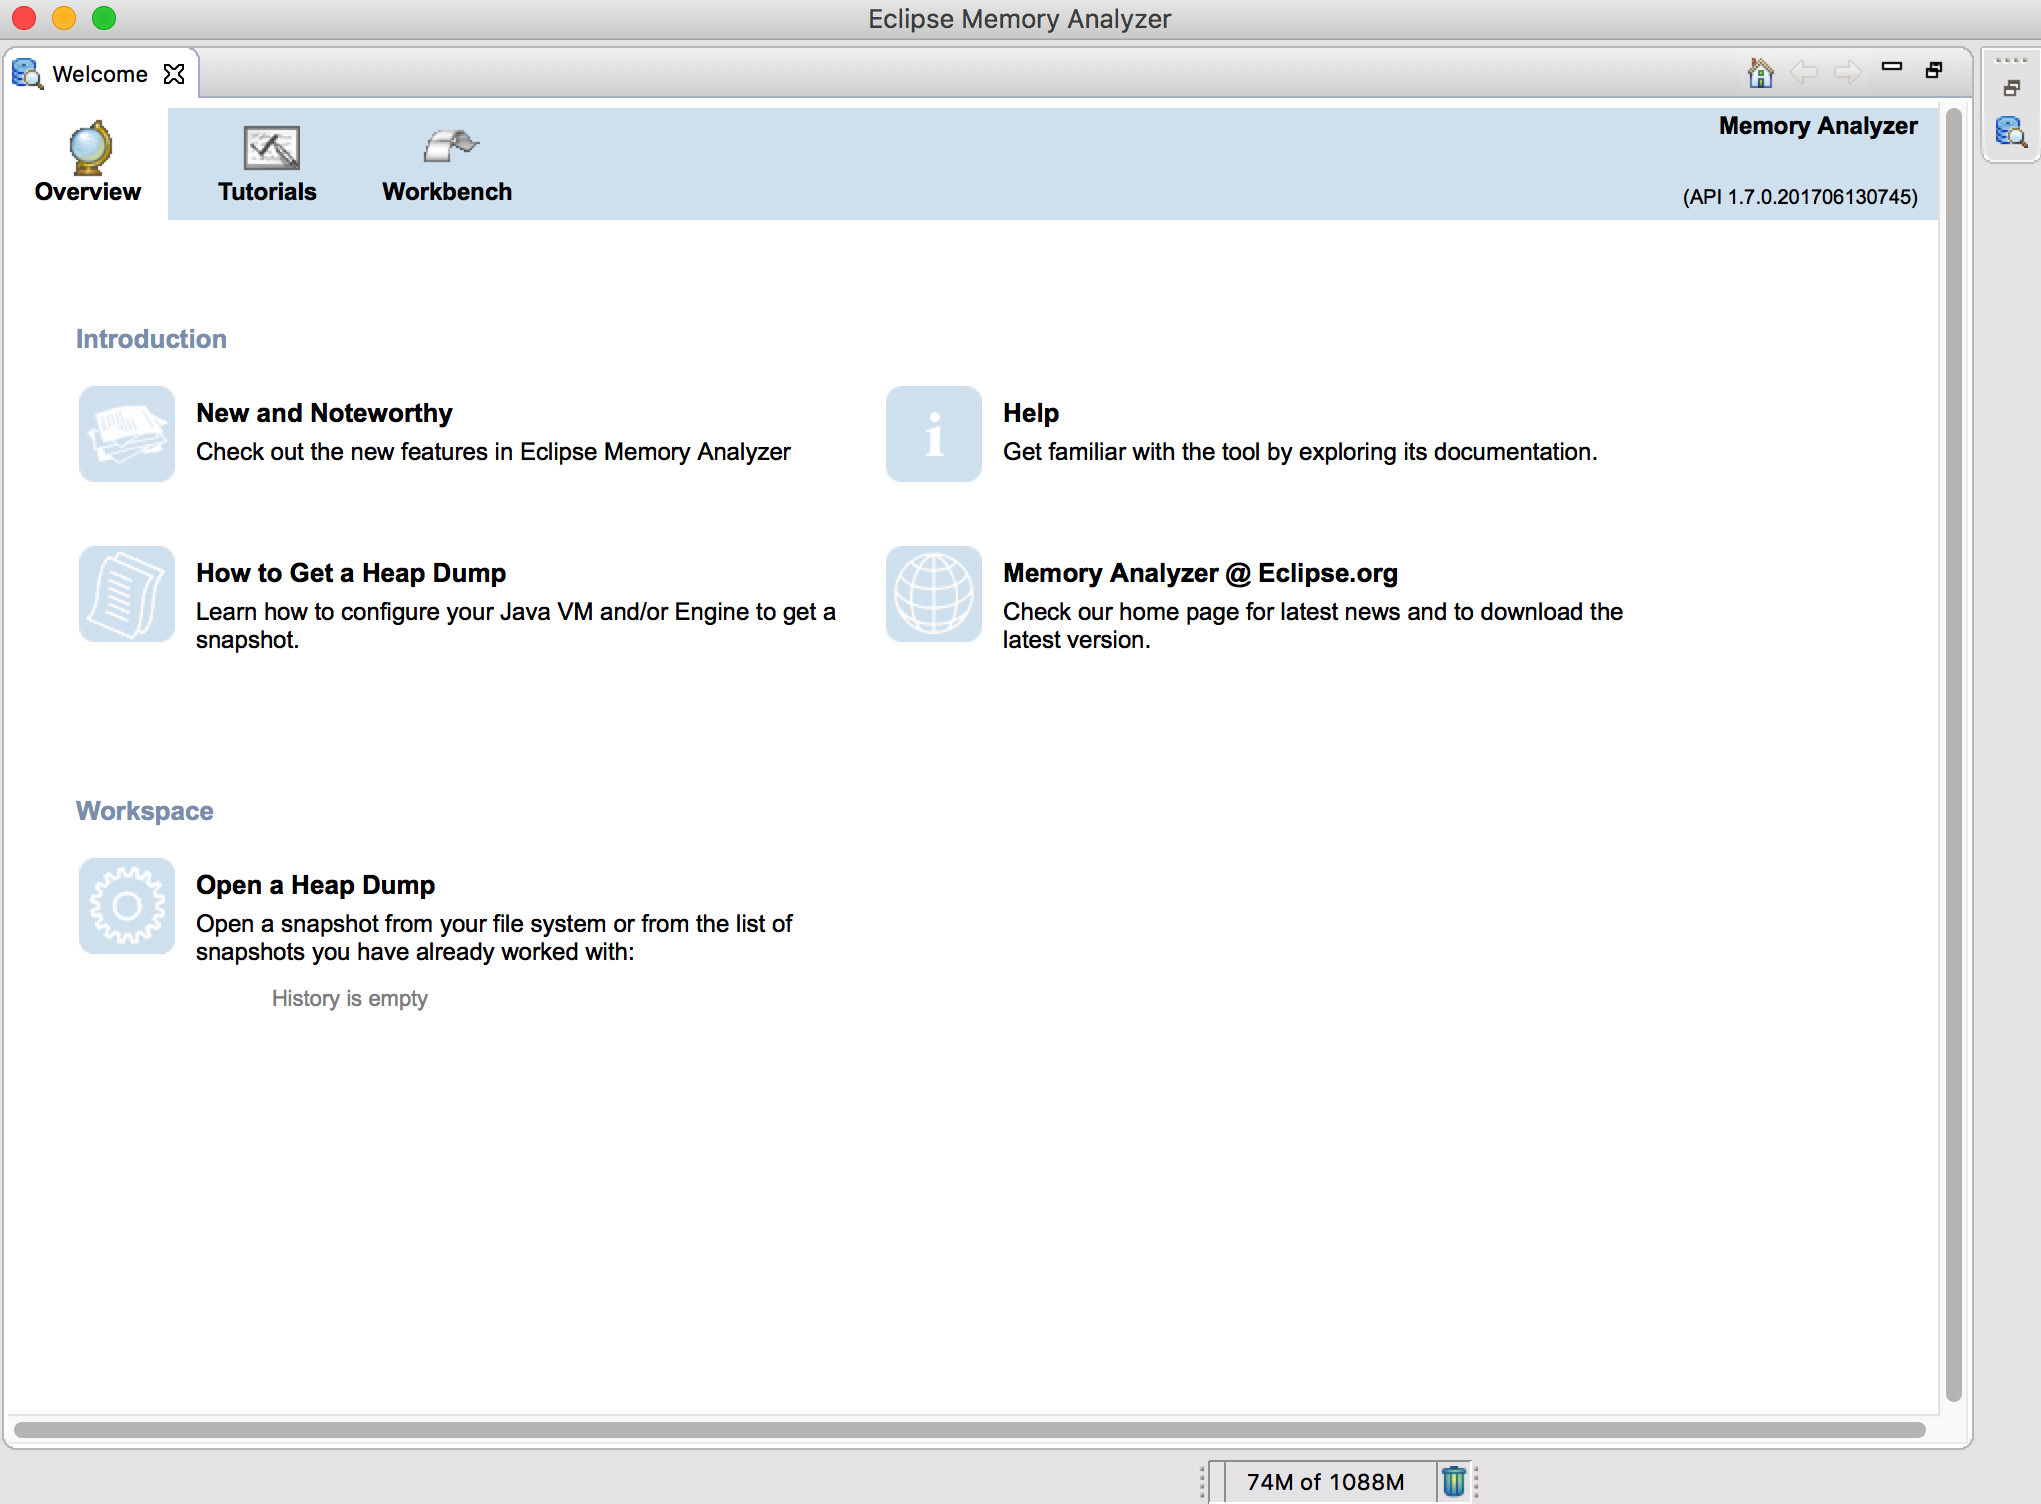 Eclipse Memory Analyzer
Welcome
Overview
Tutorials
Workbench
Memory Analyzer
(API 1.7.0.201706130745)
Introduction
New and Noteworthy
Check out the new features in Eclipse Memory Analyzer
Help
Get familiar with the tool by exploring its documentation.
How to Get a Heap Dump
Learn how to configure your Java VM and/or Engine to get a
snapshot.
Memory Analyzer @ Eclipse.org
Check our home page for latest news and to download the
latest version.
Workspace
Open a Heap Dump
Open a snapshot from your file system or from the list of
snapshots you have already worked with:
History is empty
74M of 1088M